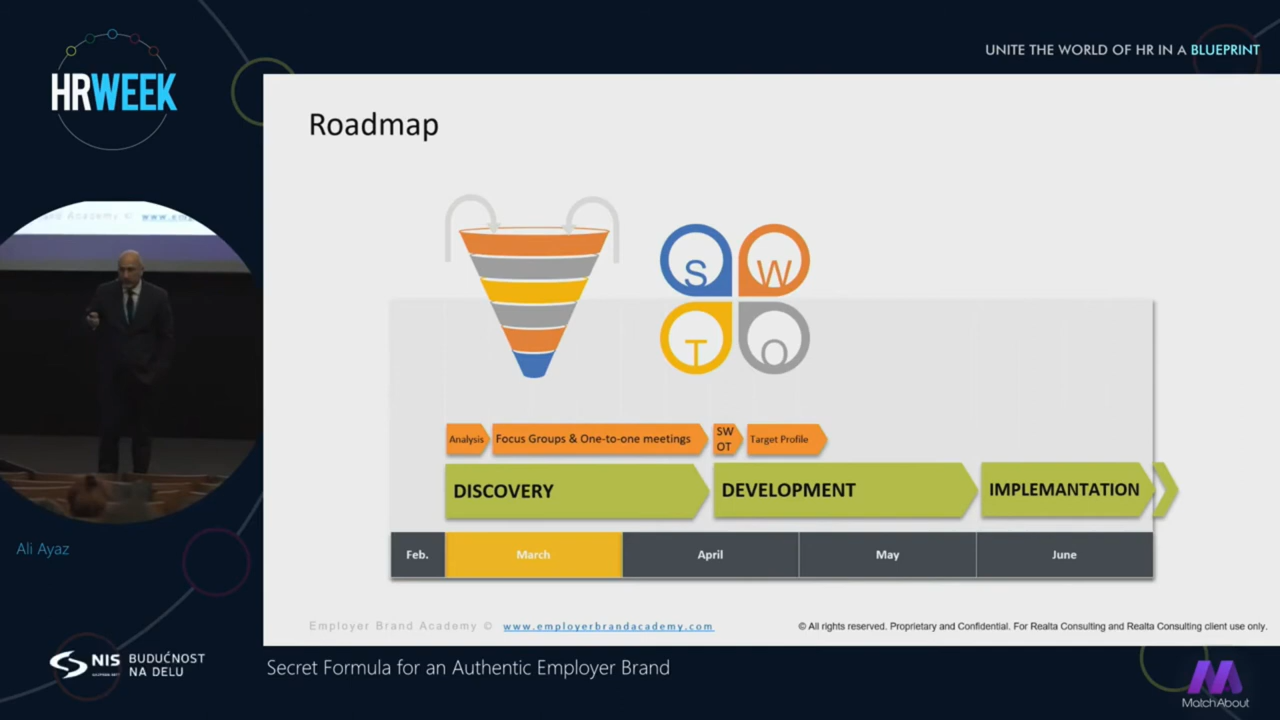 UNITE THE WORLD OF HR IN A BLUEPRINT
HRWEEK
Roadmap
S
W
T
O
Analysis
Focus Groups & One-to-one meetings
SW
OT
Target Profile
DISCOVERY
DEVELOPMENT
IMPLEMANTATION
Feb.
March
April
May
June
Ali Ayaz
Employer Brand Academy © www.employerbrandacademy.com
© All rights reserved. Proprietary and Confidential. For Realta Consulting and Realta Consulting client use only.
NIS
BUDUĆNOST
NA DELU
Secret Formula for an Authentic Employer Brand
MatchAbout